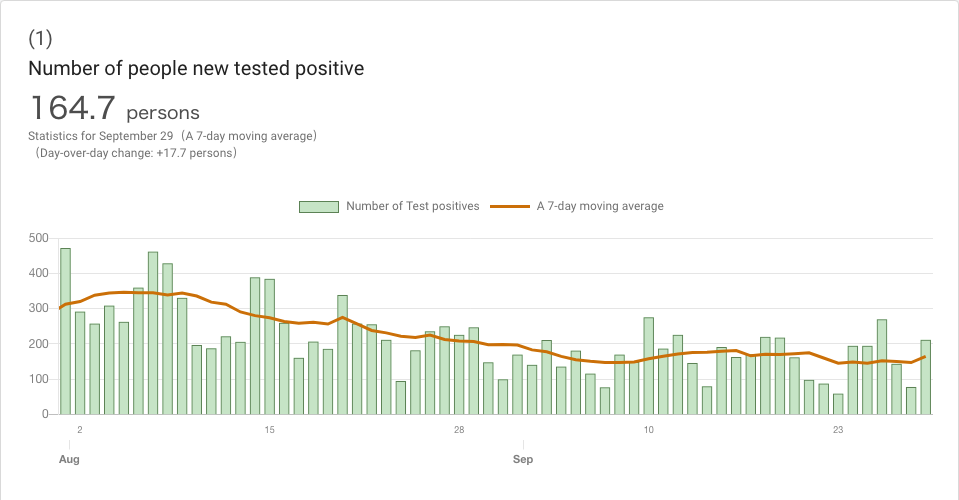 (1)
Number of people new tested positive
164.7 persons
Statistics for September 29（A 7-day moving average）
（Day-over-day change: +17.7 persons）
Number of Test positives A 7-day moving average
500
400
300
200
100
0
2 15 28 10 23
Aug Sep